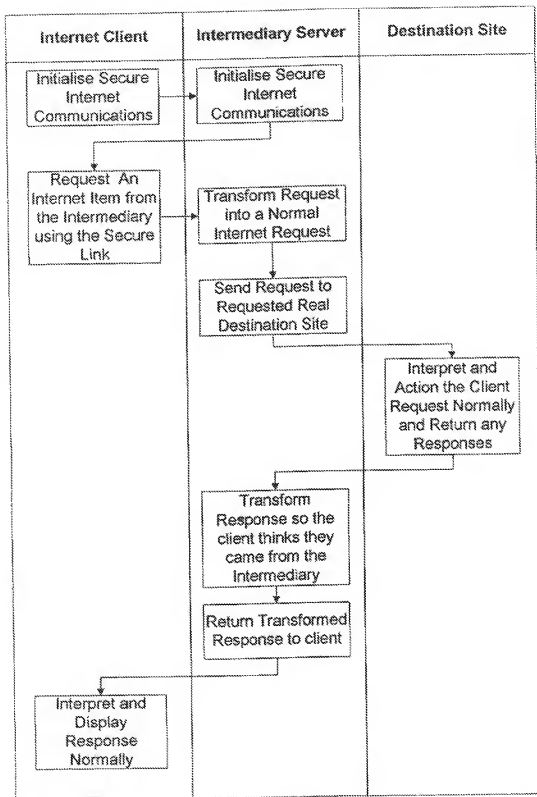 Internet Client
Intermediary Server
Destination Site
Initialise Secure
Internet
Communications
Initialise Secure
Internet
Communications
Request An
Internet Item from
the Intermediary
using the Secure
Link
Transform Request
into a Normal
Internet Request
Send Request to
Requested Real
Destination Site
Interpret and
Action the Client
Request Normally
and Return any
Responses
Transform
Response so the
client thinks they
came from the
Intermediary
Return Transformed
Response to client
Interpret and
Display
Response
Normally